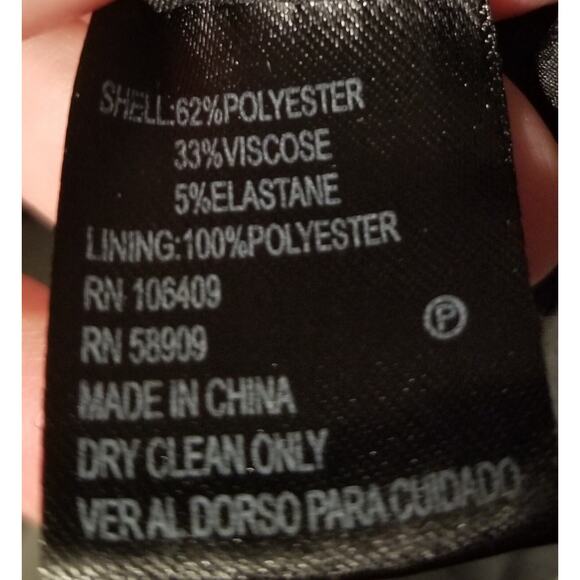 SHELL:62%POLYESTER
33%VISCOSE
5%ELASTANE
LINING:100%POLYESTER
RN 106409
RN 58909
P
MADE IN CHINA
DRY CLEAN ONLY
VER AL DORSO PARA CUIDADO